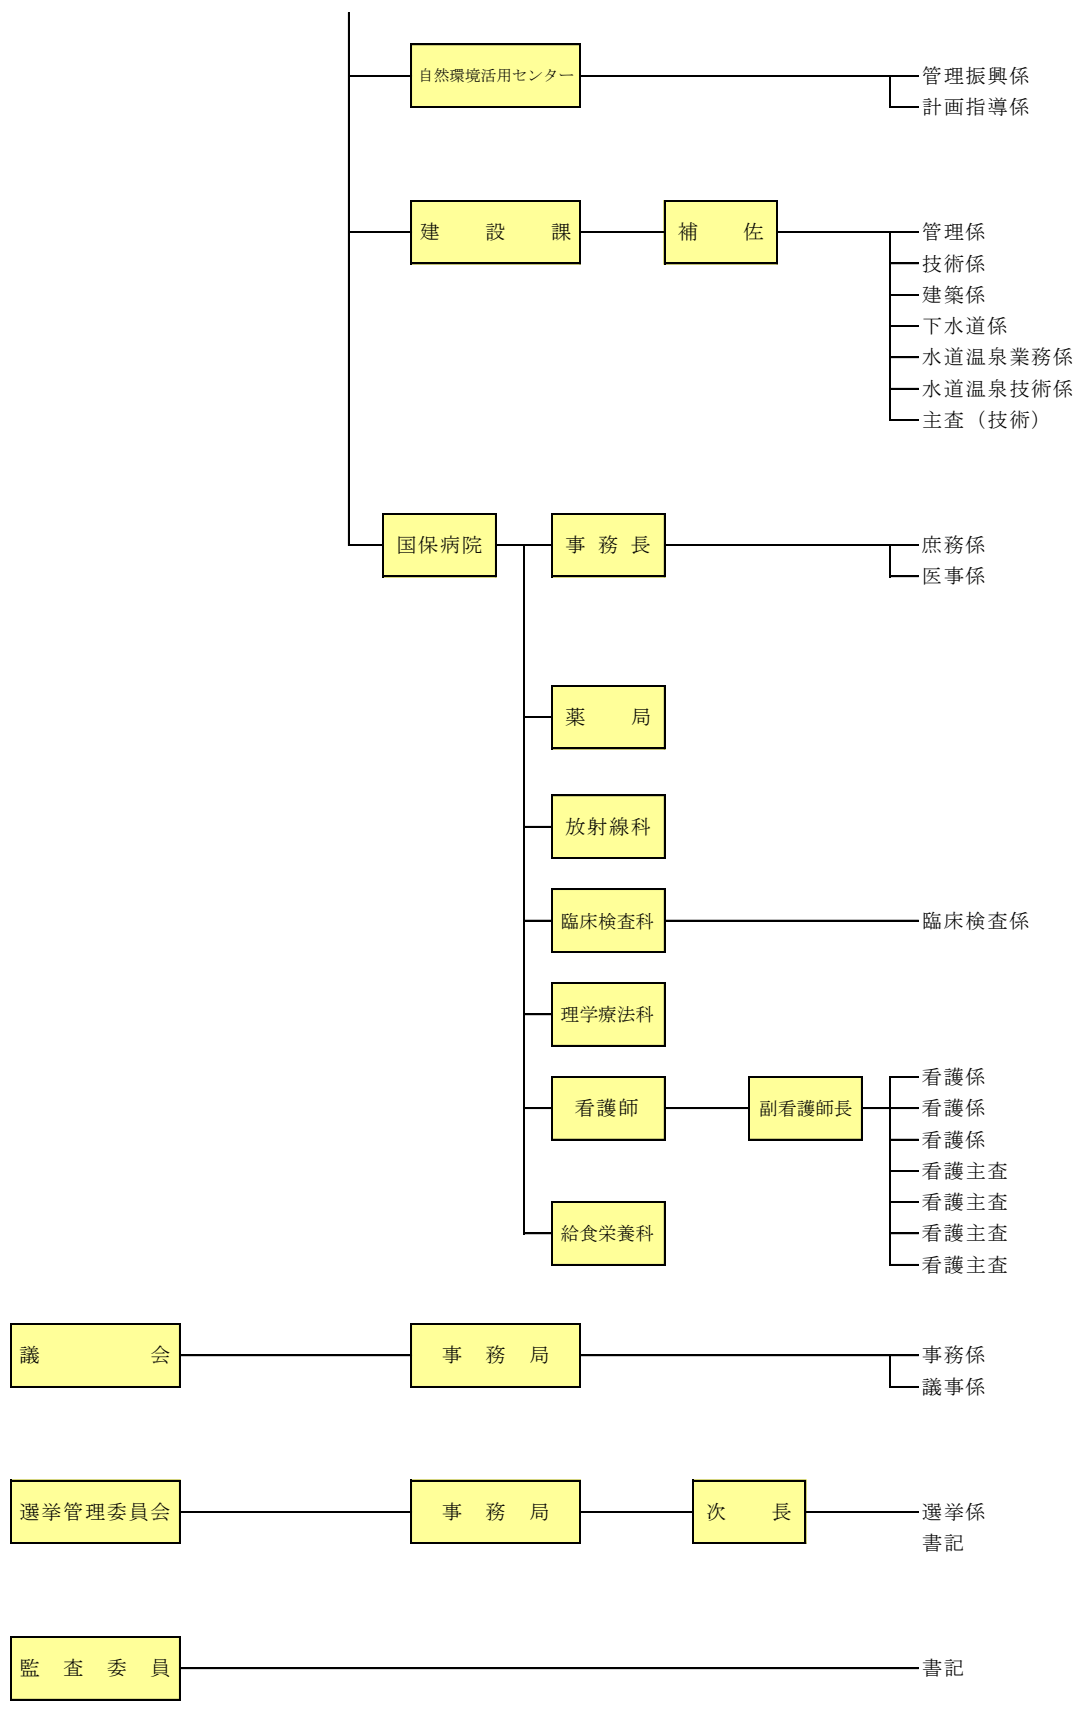 自然環境活用センター 管理振興係
計画指導係
建 設 課 補 佐 管理係
技術係
建築係
下水道係
水道温泉業務係
水道温泉技術係
主査（技術）
国保病院 事 務 長 庶務係
医事係
薬 局
放射線科
臨床検査科 臨床検査係
理学療法科
看護係
看護師 副看護師長 看護係
看護係
看護主査
看護主査
給食栄養科 看護主査
看護主査
議 会 事 務 局 事務係
議事係
選挙管理委員会 事 務 局 次 長 選挙係
書記
監 査 委 員 書記